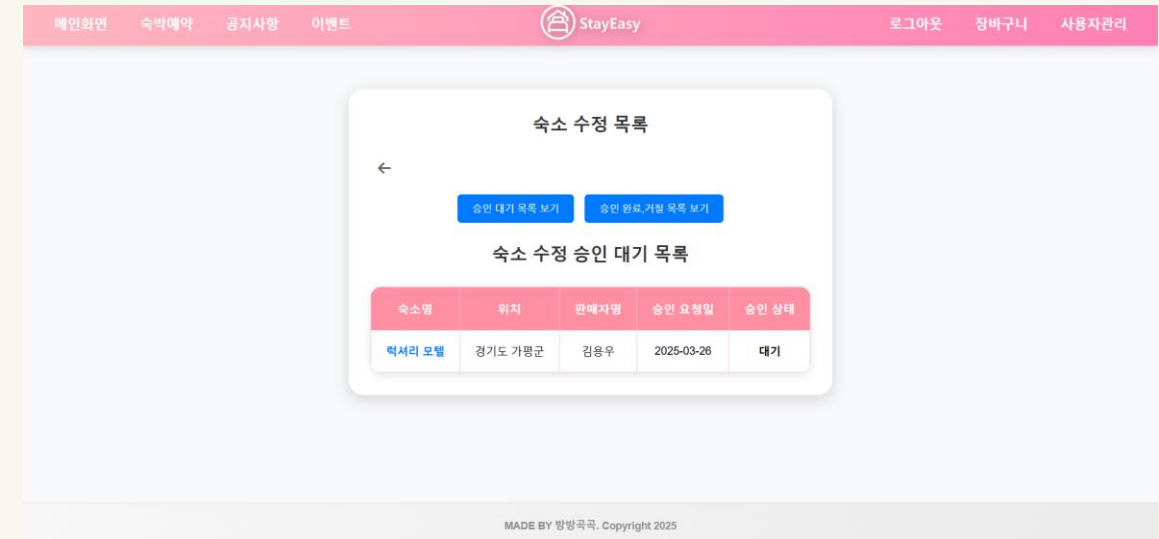 메인화면 숙박예약 공지사항 이벤트 StayEasy 로그아웃 장바구니 사용자관리
숙소 수정 목록
←
승인 대기 목록 보기 승인 완료,거절 목록 보기
숙소 수정 승인 대기 목록
숙소명 위치 판매자명 승인 요청일 승인 상태
럭셔리 모텔 경기도 가평군 김용우 2025-03-26 대기
MADE BY 방방곡곡. Copyright 2025